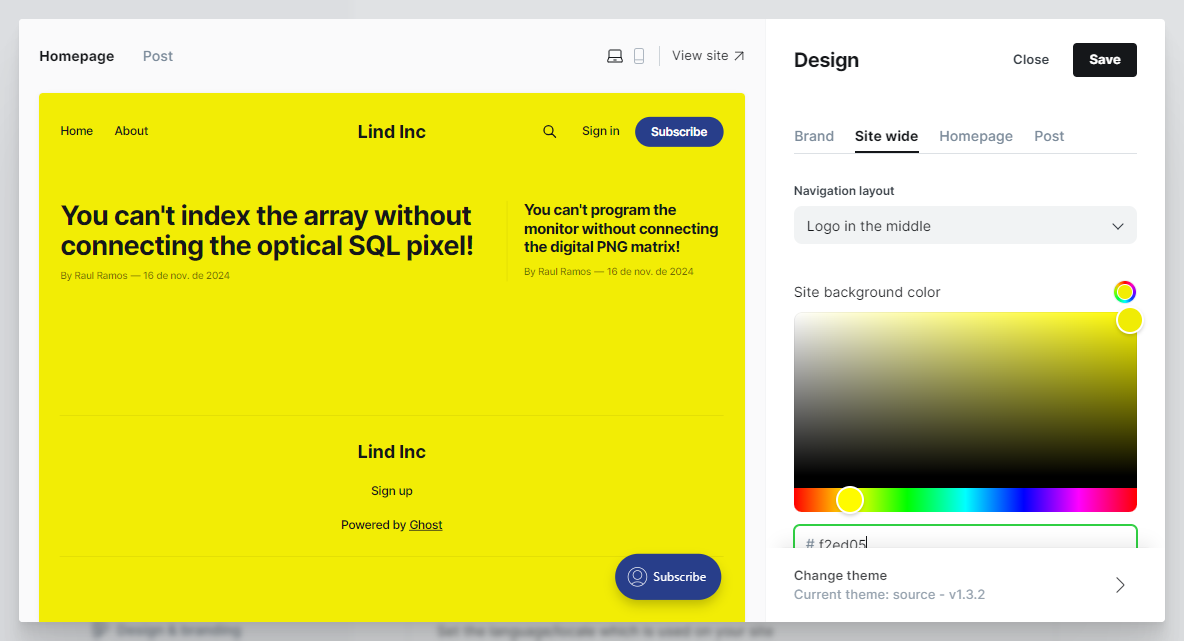 Homepage
Post
View site
Home
About
Lind Inc
Sign in
Subscribe
You can't index the array without
connecting the optical SQL pixel!
By Raul Ramos — 16 de nov. de 2024
You can't program the
monitor without connecting
the digital PNG matrix!
By Raul Ramos — 16 de nov. de 2024
Lind Inc
Sign up
Powered by Ghost
Subscribe
Design
Close
Save
Brand
Site wide
Homepage
Post
Navigation layout
Logo in the middle
Site background color
# f2ed05
Change theme
Current theme: source - v1.3.2
Design & branding
Set the language/locale which is used on your site